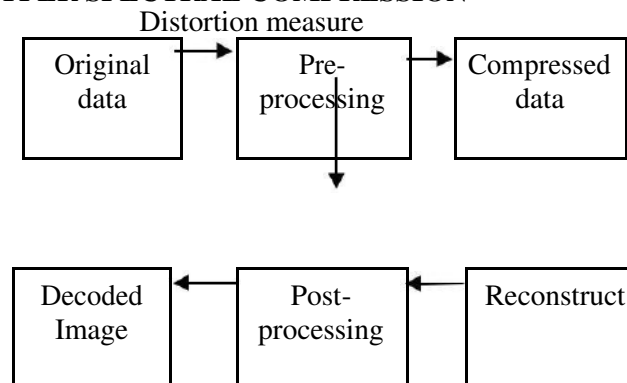 Distortion measure
Original
data
Pre-
processing
Compressed
data
Decoded
Image
Post-
processing
Reconstruct